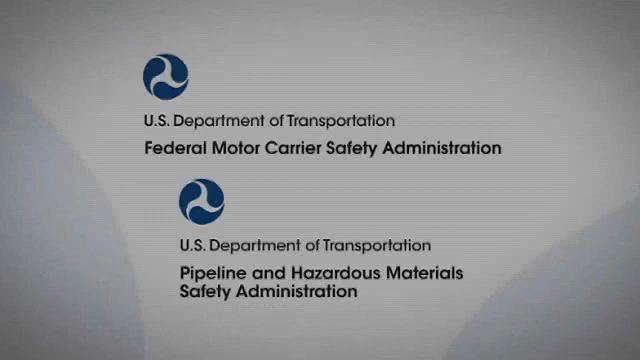 U.S. Department of Transportation
Federal Motor Carrier Safety Administration
U.S. Department of Transportation
Pipeline and Hazardous Materials
Safety Administration